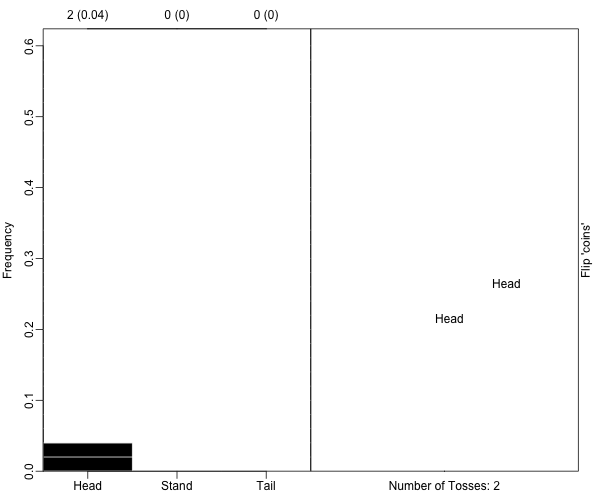 2 (0.04) 0 (0) 0 (0)
Frequency
0.6
0.5
0.4
0.3
0.2
0.1
0.0
Head Stand Tail
Head
Head
Number of Tosses: 2
Flip 'coins'